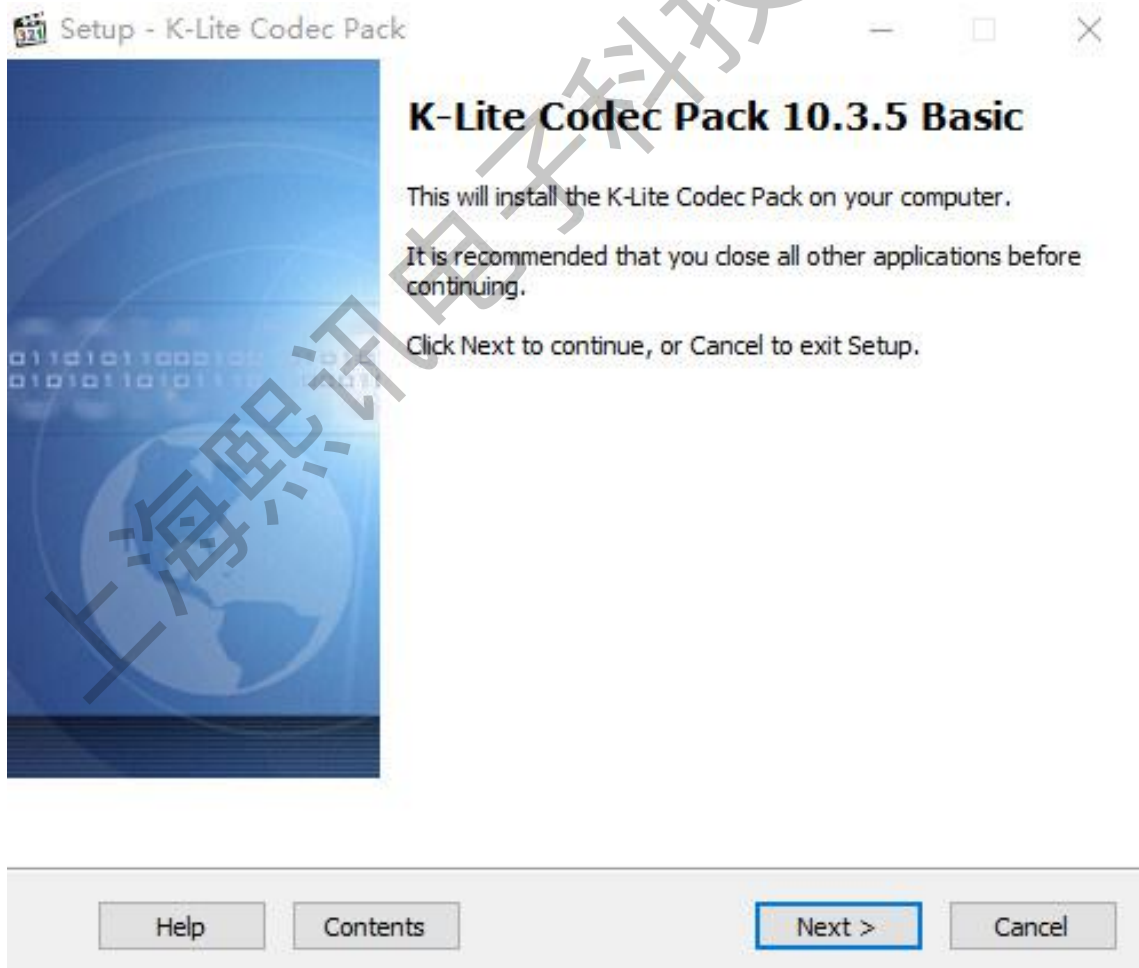 Setup - K-Lite Codec Pack
K-Lite Codec Pack 10.3.5 Basic
This will install the K-Lite Codec Pack on your computer.
It is recommended that you close all other applications before
continuing.
Click Next to continue, or Cancel to exit Setup.
上海熙讯电子科技
Help
Contents
Next >
Cancel